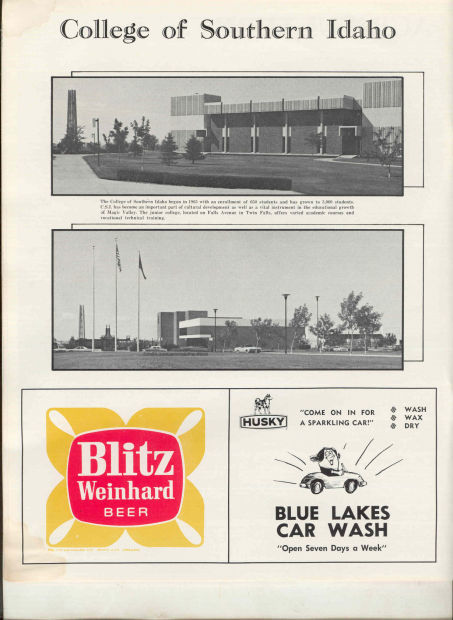 College of Southern Idaho
The College of Southern Idaho began in 1965 with an enrollment of 650 students and has grown to 3,000 students.
C.S.I. has become an important part of cultural development as well as a vital instrument in the educational growth
of Magic Valley. The junior college, located on Falls Avenue in Twin Falls, offers varied academic courses and
vocational technical training.
Blitz
Weinhard
BEER
HUSKY
"COME ON IN FOR
A SPARKLING CAR!"
WASH
WAX
DRY
BLUE LAKES
CAR WASH
"Open Seven Days a Week"